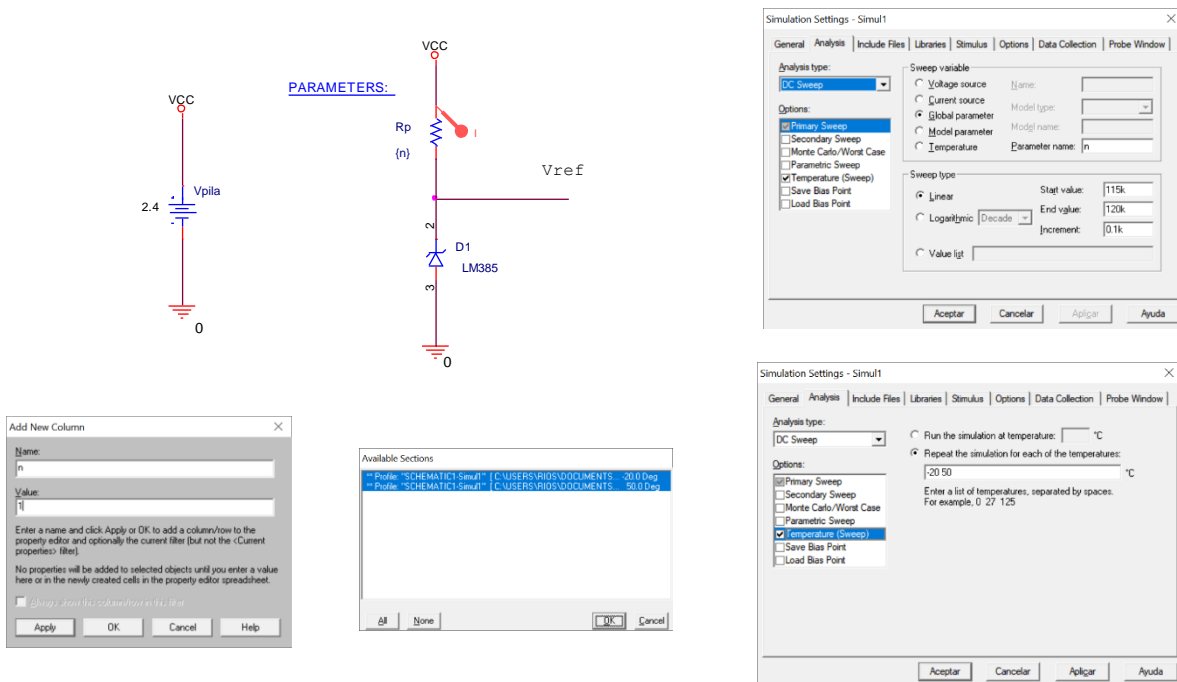 VCC
Vpila
2.4
0
VCC
PARAMETERS:
Rp
{n}
I
Vref
2
D1
LM385
3
0
Simulation Settings - Simul1
General Analysis Include Files Libraries Stimulus Options Data Collection Probe Window
Analysis type:
DC Sweep
Options:
Primary Sweep
Secondary Sweep
Monte Carlo/Worst Case
Parametric Sweep
Temperature (Sweep)
Save Bias Point
Load Bias Point
Sweep variable
Voltage source
Current source
Global parameter
Model parameter
Temperature
Name:
Model type:
Model name:
Parameter name: n
Sweep type
Linear
Logarithmic Decade
Value list
Start value: 115k
End value: 120k
Increment: 0.1k
Aceptar Cancelar Aplicar Ayuda
Add New Column
Name:
n
Value:
1
Enter a name and click Apply or OK to add a column/row to the
property editor and optionally the current filter (but not the <Current
properties> filter).
No properties will be added to selected objects until you enter a value
here or in the newly created cells in the property editor spreadsheet.
Always show this column/row in this filter
Apply OK Cancel Help
Available Sections
** Profile: "SCHEMATIC1-Simul1" [ C:\USERS\RIOS\DOCUMENTS... -20.0 Deg
** Profile: "SCHEMATIC1-Simul1" [ C:\USERS\RIOS\DOCUMENTS... 50.0 Deg
All None OK Cancel
Simulation Settings - Simul1
General Analysis Include Files Libraries Stimulus Options Data Collection Probe Window
Analysis type:
DC Sweep
Options:
Primary Sweep
Secondary Sweep
Monte Carlo/Worst Case
Parametric Sweep
Temperature (Sweep)
Save Bias Point
Load Bias Point
Run the simulation at temperature: °C
Repeat the simulation for each of the temperatures:
-20 50 °C
Enter a list of temperatures, separated by spaces.
For example, 0 27 125
Aceptar Cancelar Aplicar Ayuda